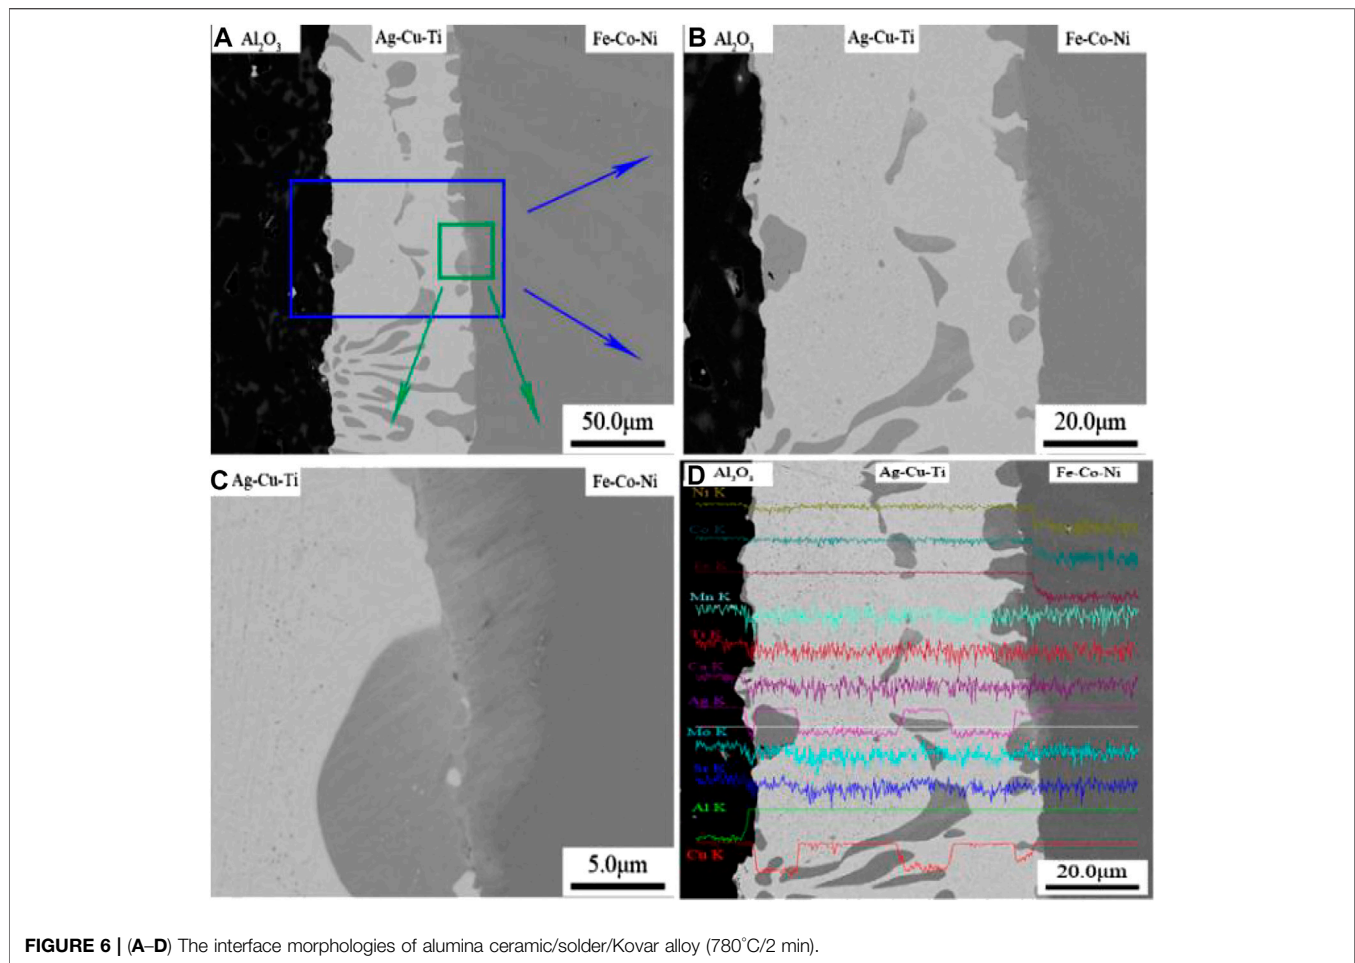 A Al₂O₃ Ag-Cu-Ti Fe-Co-Ni
50.0μm
B Al₂O₃ Ag-Cu-Ti Fe-Co-Ni
20.0μm
C Ag-Cu-Ti Fe-Co-Ni
5.0μm
D Al₂O₃ Ag-Cu-Ti Fe-Co-Ni
Ni K
Co K
Mn K
Ti K
Ag K
Mo K
Al K
Cu K
20.0μm
FIGURE 6 | (A–D) The interface morphologies of alumina ceramic/solder/Kovar alloy (780°C/2 min).